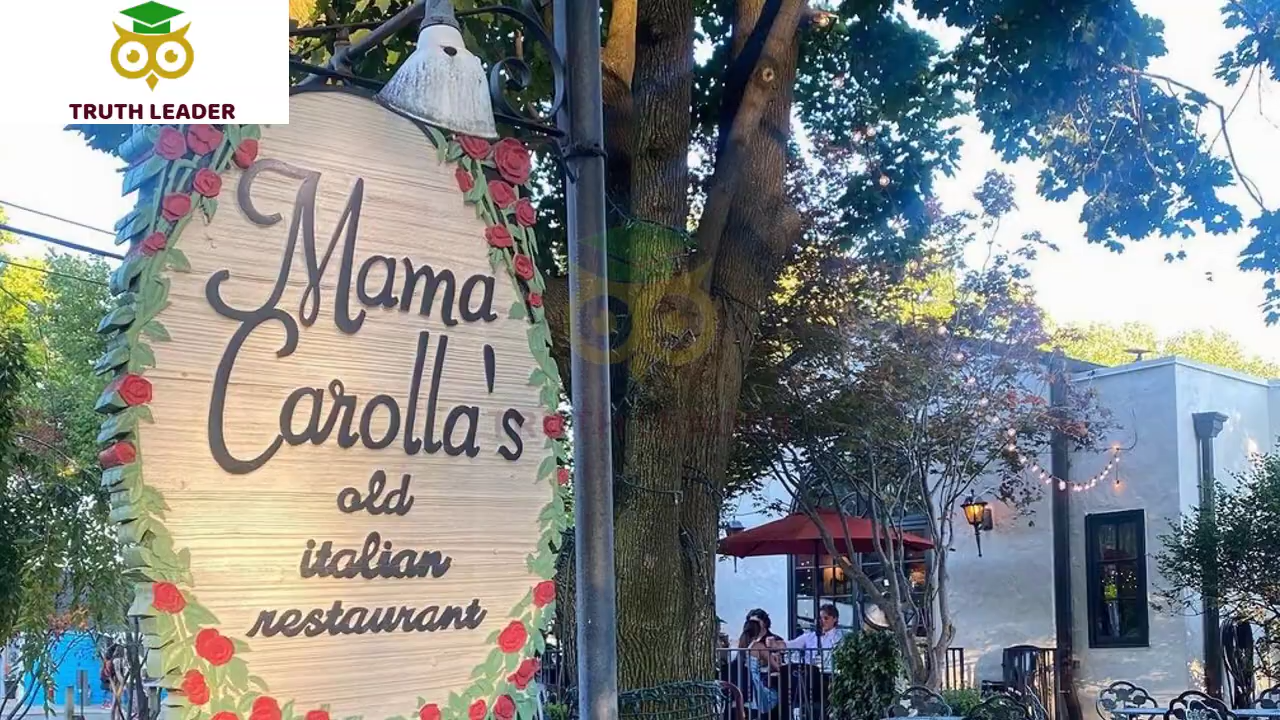 TRUTH LEADER
Mama
Carolla's
old
italian
restaurant